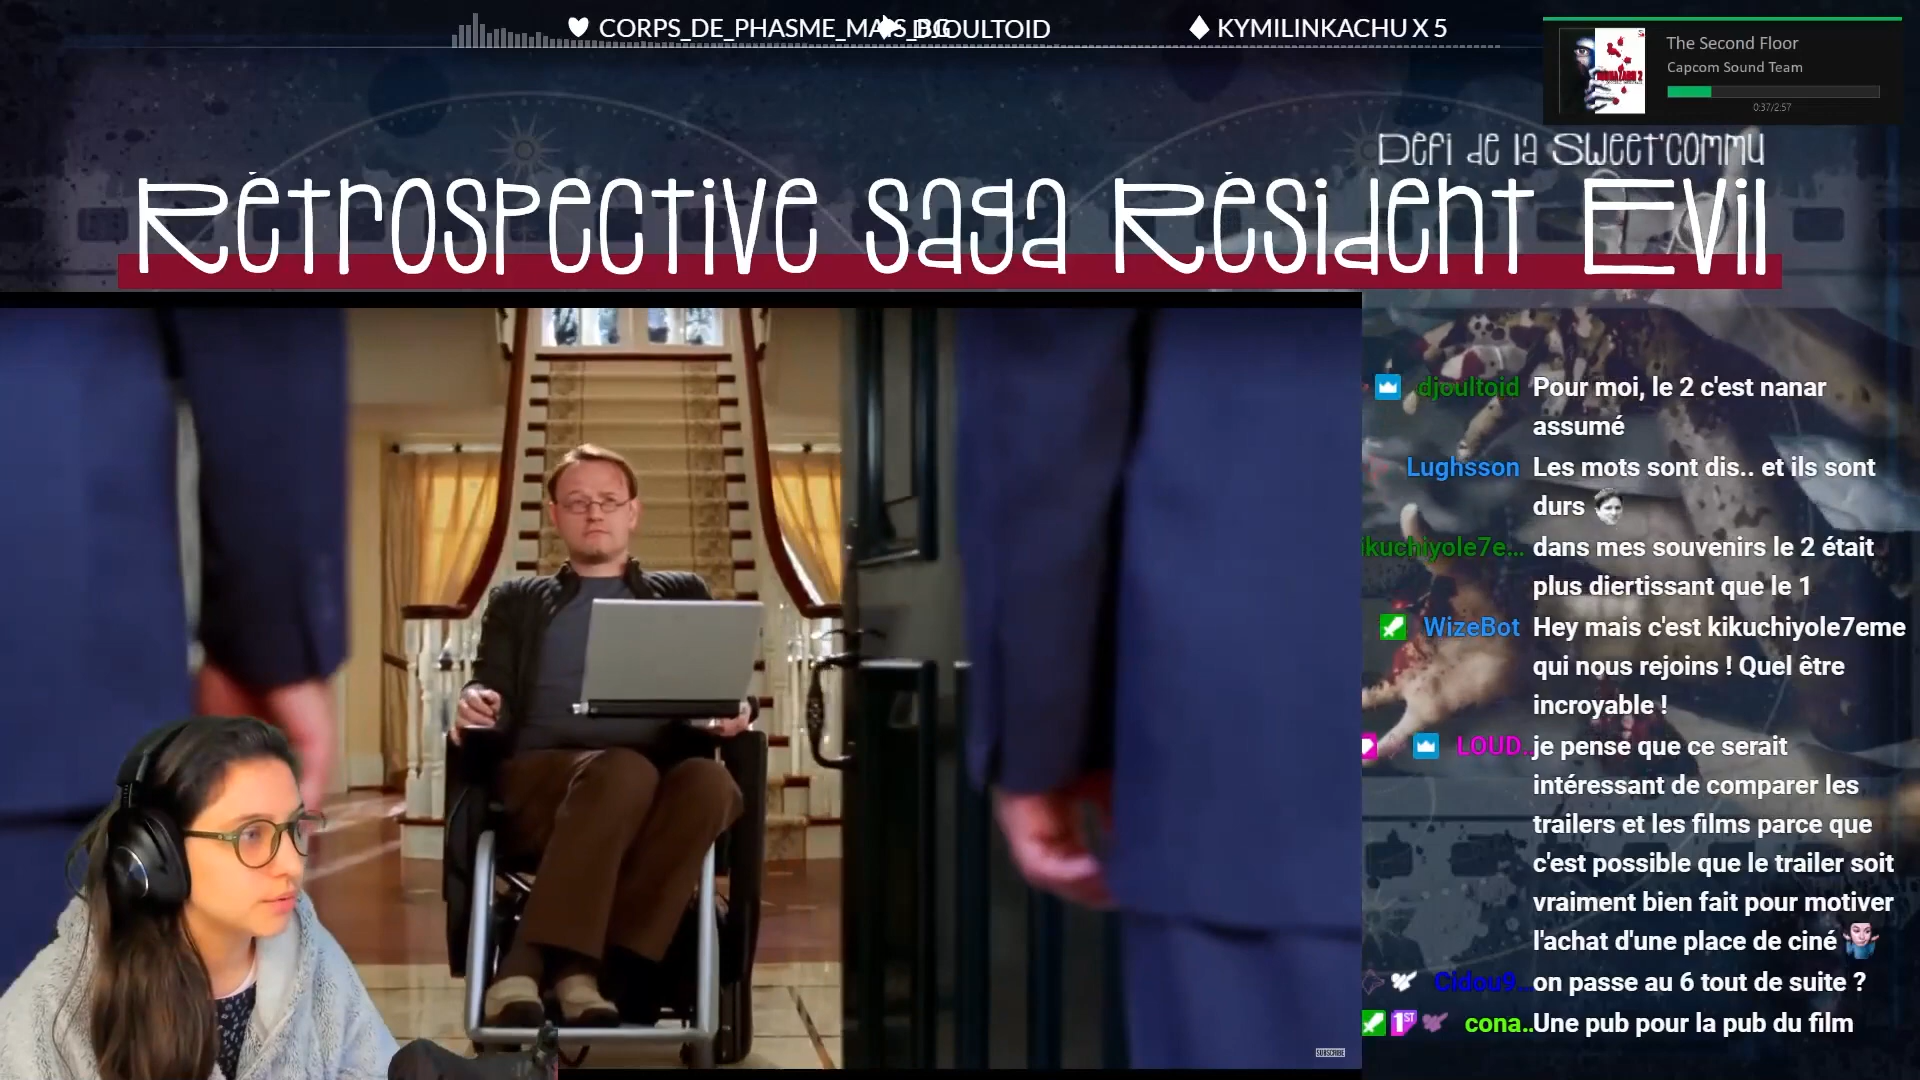 CORPS_DE_PHASME_MAIS_BG
DJOULTOID
KYMILINKACHU X 5
The Second Floor
Capcom Sound Team
0:37/2:57
Défi de la Sweet'commu
Rétrospective saga Résident Evil
djoultoid Pour moi, le 2 c'est nanar
assumé
Lughsson Les mots sont dis.. et ils sont
durs
ikuchiyole7e... dans mes souvenirs le 2 était
plus diertissant que le 1
WizeBot Hey mais c'est kikuchiyole7eme
qui nous rejoins ! Quel être
incroyable !
LOUD.. je pense que ce serait
intéressant de comparer les
trailers et les films parce que
c'est possible que le trailer soit
vraiment bien fait pour motiver
l'achat d'une place de ciné
Cidou9... on passe au 6 tout de suite ?
1ST cona.. Une pub pour la pub du film
SUBSCRIBE